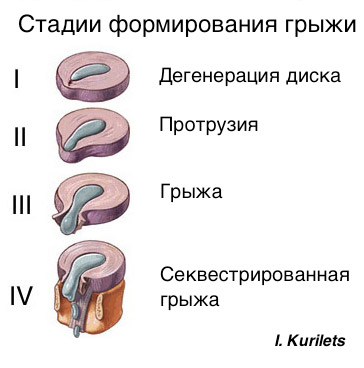 Стадии формирования грыжи
I Дегенерация диска
II Протрузия
III Грыжа
IV Секвестрированная
грыжа
I. Kurilets